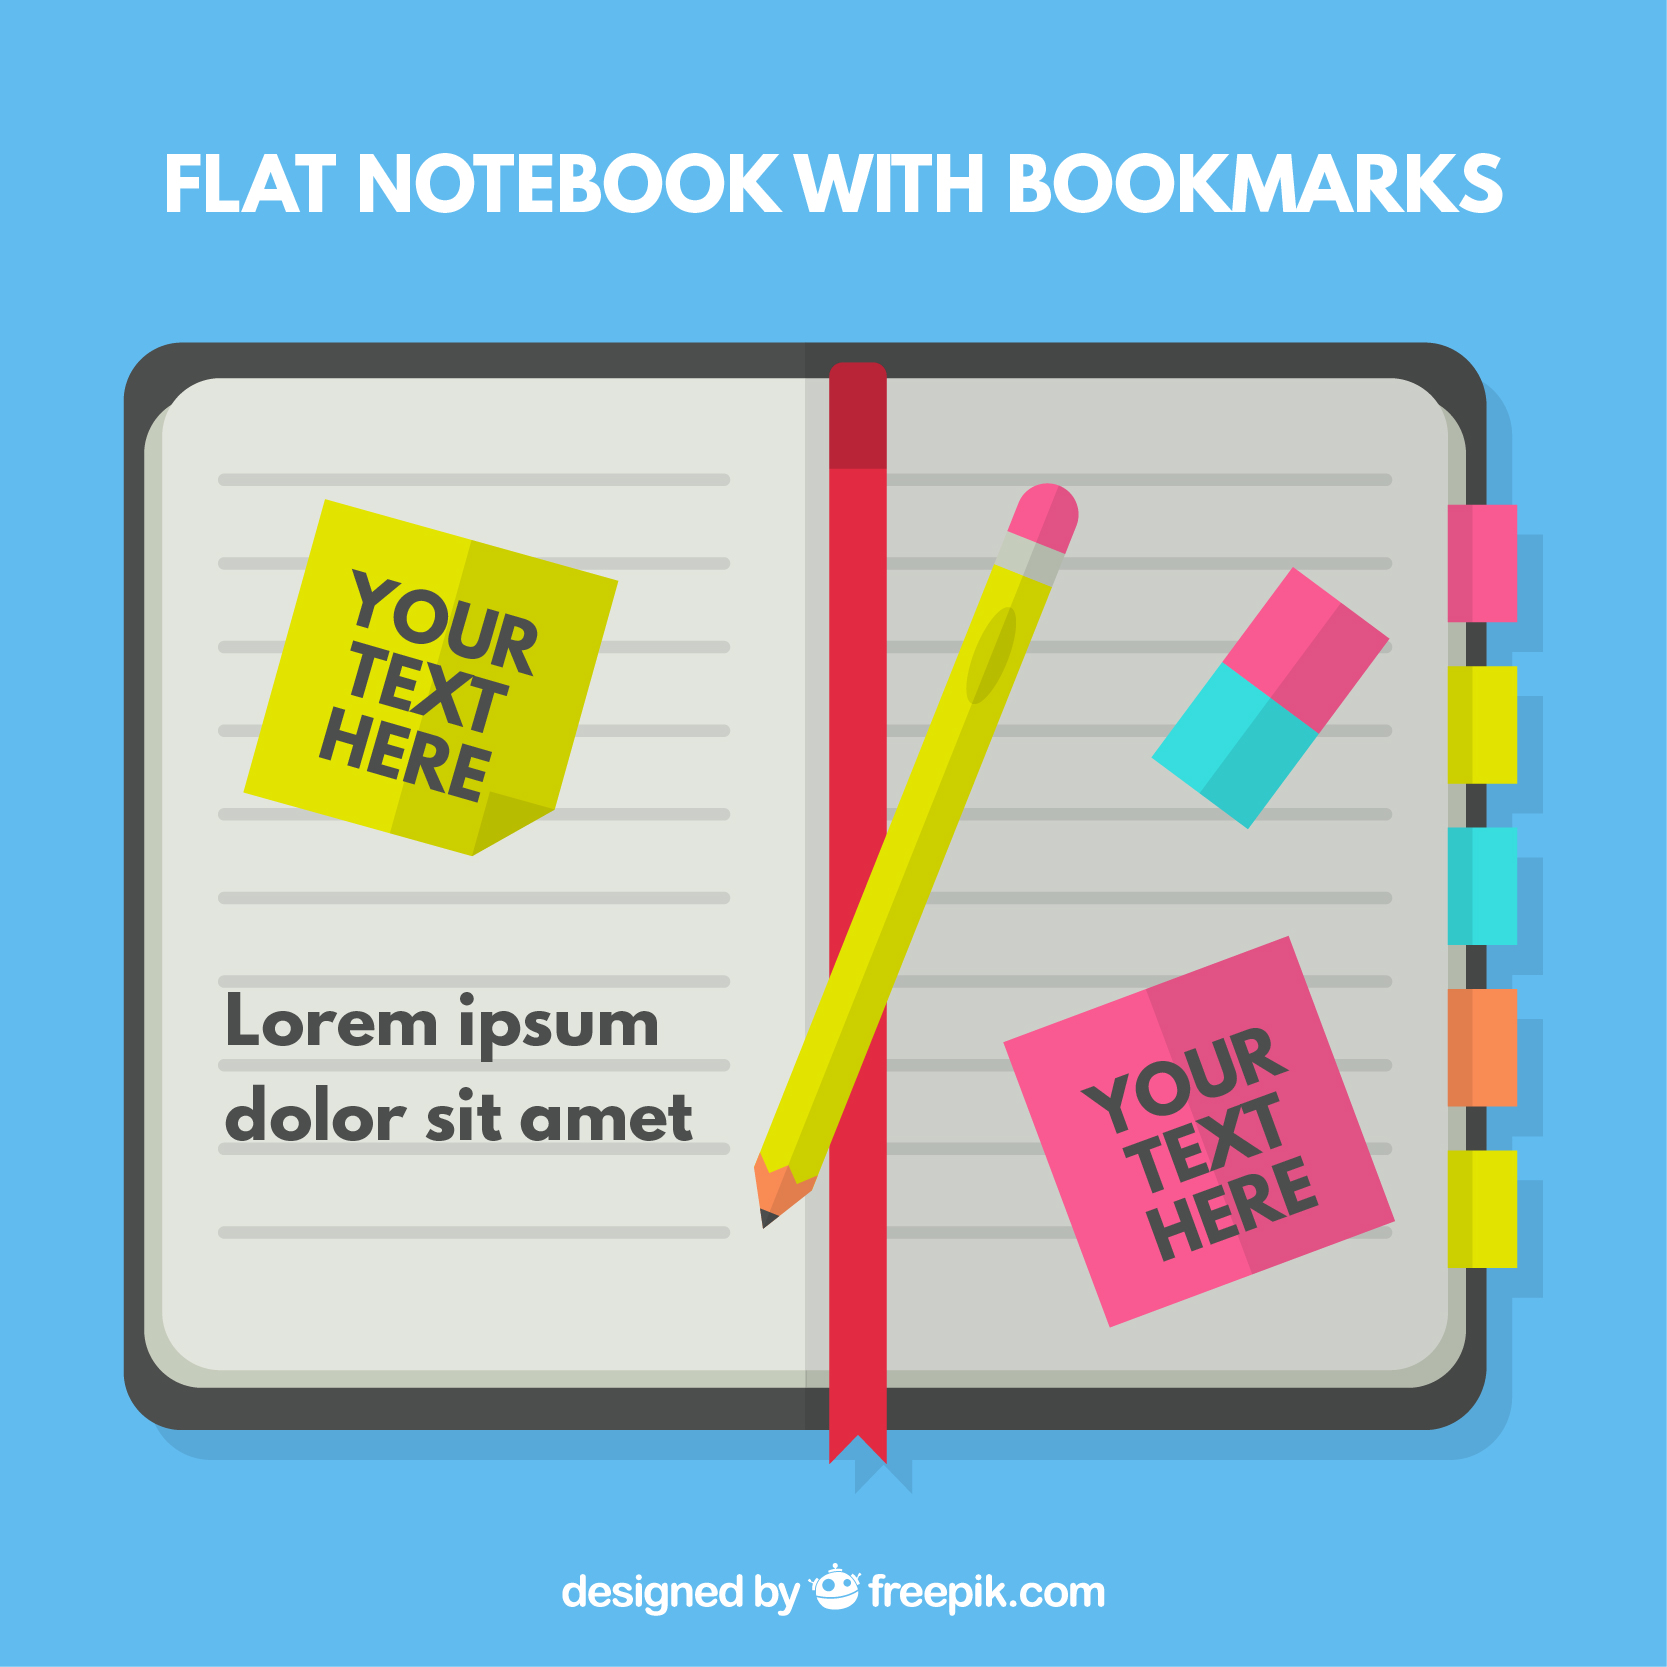 FLAT NOTEBOOK WITH BOOKMARKS
YOUR
TEXT
HERE
Lorem ipsum
dolor sit amet
YOUR
TEXT
HERE
designed by freepik.com